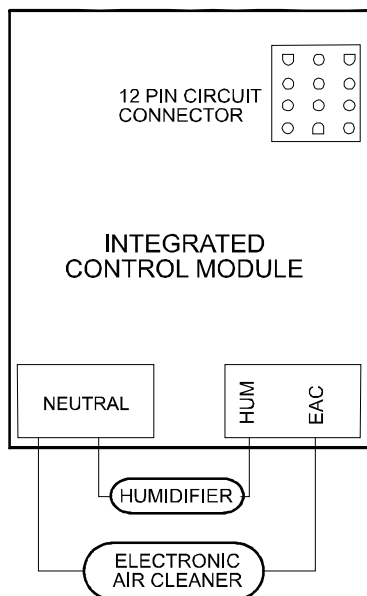 12 PIN CIRCUIT
CONNECTOR
INTEGRATED
CONTROL MODULE
NEUTRAL
HUM
EAC
HUMIDIFIER
ELECTRONIC
AIR CLEANER